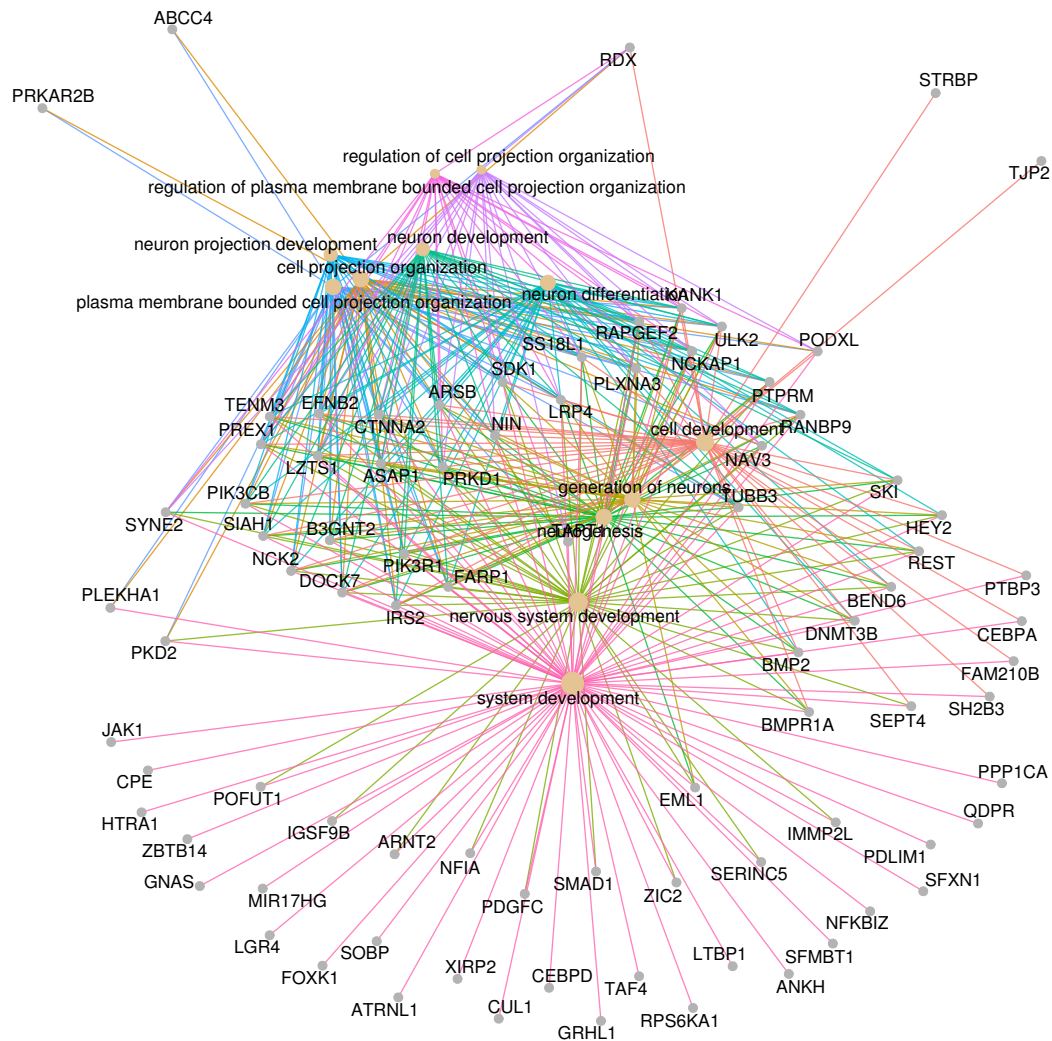 ABCC4
RDX
STRBP
PRKAR2B
regulation of cell projection organization
TJP2
regulation of plasma membrane bounded cell projection organization
neuron development
neuron projection development
cell projection organization
plasma membrane bounded cell projection organization
neuron differentiation
KANK1
RAPGEF2
ULK2
SS18L1
PODXL
NCKAP1
SDK1
PLXNA3
PTPRM
ARSB
TENM3
EFNB2
LRP4
PREX1
CTNNA2
NIN
cell development
RANBP9
NAV3
LZTS1
ASAP1
PRKD1
PIK3CB
generation of neurons
TUBB3
SKI
SYNE2
SIAH1
B3GNT2
TAPT1
neurogenesis
HEY2
NCK2
PIK3R1
REST
DOCK7
FARP1
PTBP3
PLEKHA1
IRS2
nervous system development
BEND6
DNMT3B
CEBPA
PKD2
BMP2
FAM210B
system development
SH2B3
BMPR1A
SEPT4
JAK1
CPE
PPP1CA
POFUT1
EML1
QDPR
HTRA1
IGSF9B
IMMP2L
ZBTB14
ARNT2
PDLIM1
GNAS
NFIA
SERINC5
SFXN1
MIR17HG
SMAD1
ZIC2
PDGFC
NFKBIZ
LGR4
SOBP
LTBP1
SFMBT1
FOXK1
XIRP2
CEBPD
TAF4
ANKH
ATRNL1
CUL1
RPS6KA1
GRHL1